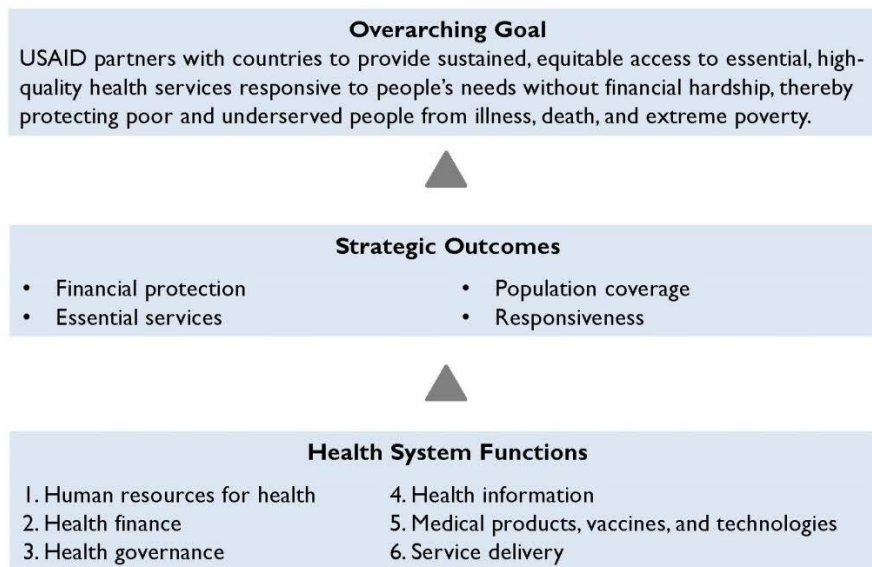 Overarching Goal
USAID partners with countries to provide sustained, equitable access to essential, high-
quality health services responsive to people's needs without financial hardship, thereby
protecting poor and underserved people from illness, death, and extreme poverty.
Strategic Outcomes
• Financial protection
• Essential services
• Population coverage
• Responsiveness
Health System Functions
1. Human resources for health
2. Health finance
3. Health governance
4. Health information
5. Medical products, vaccines, and technologies
6. Service delivery